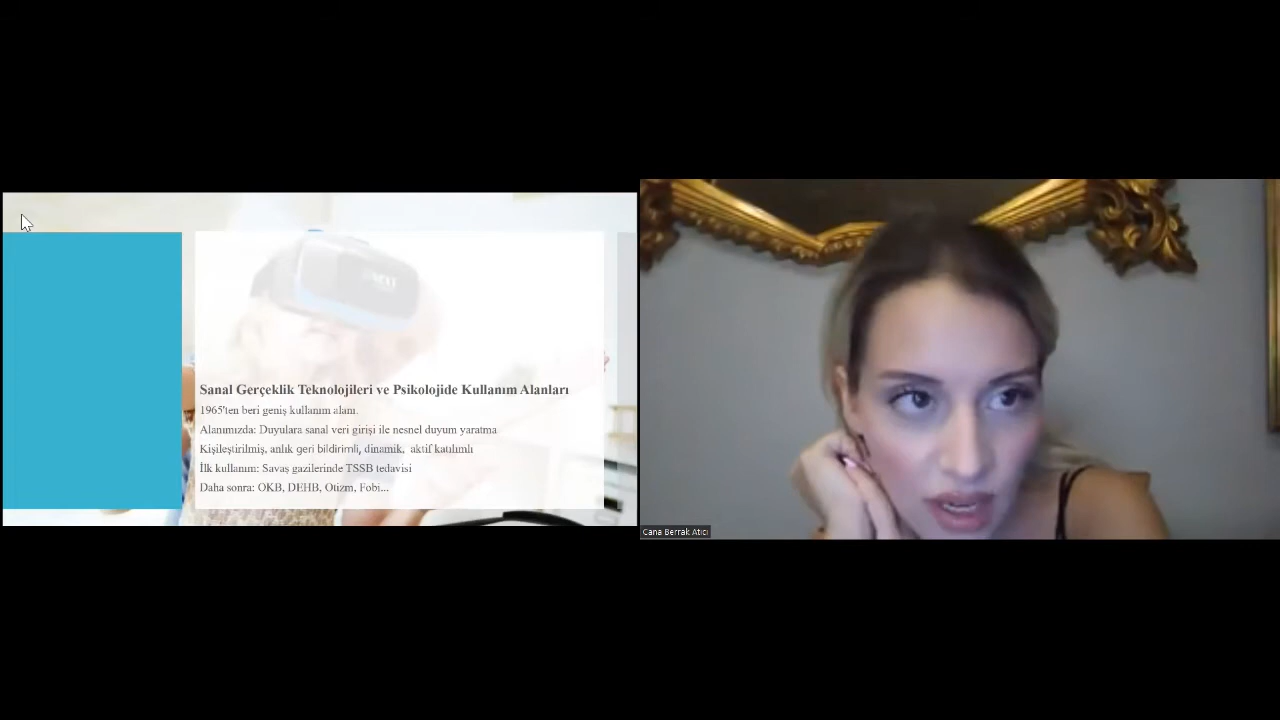 Sanal Gerçeklik Teknolojileri ve Psikolojide Kullanım Alanları
1965'ten beri geniş kullanım alanı.
Alanımızda: Duyulara sanal veri girişi ile nesnel duyum yaratma
Kişileştirilmiş, anlık geri bildirimli, dinamik, aktif katılımlı
İlk kullanım: Savaş gazilerinde TSSB tedavisi
Daha sonra: OKB, DEHB, Otizm, Fobi...
Cana Berrak Atici